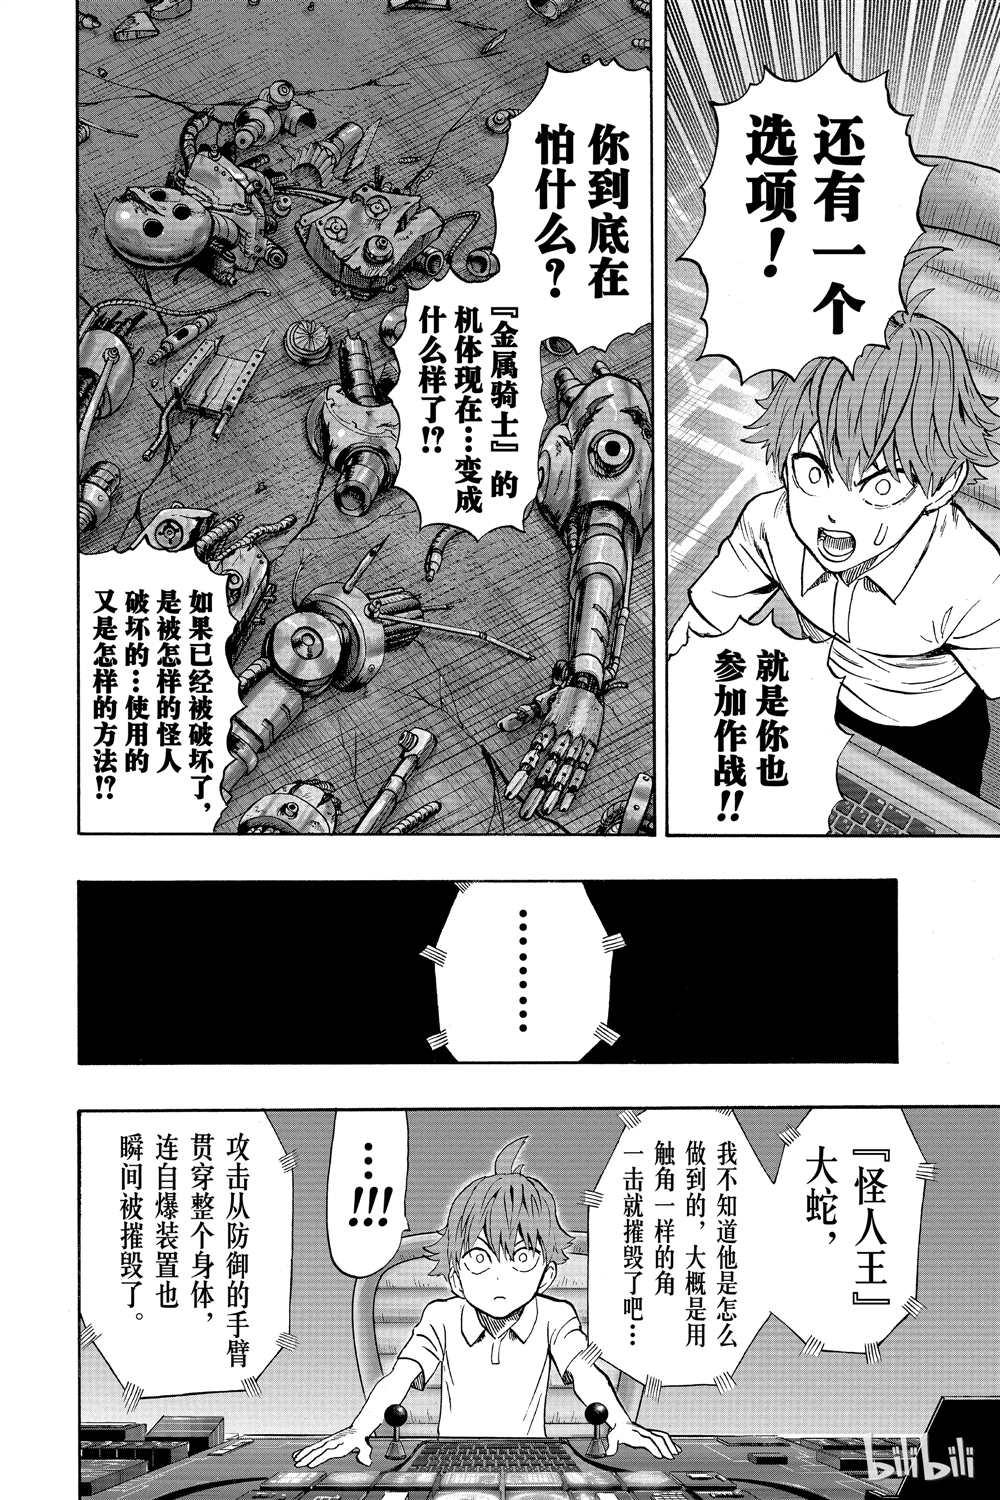 还有一个
选项！
就是你也
参加作战！！
你到底在
怕什么？
『金属骑士』的
机体现在…变成
什么样了！？
如果已经被破坏了，
是被怎样的怪人
破坏的…使用的
又是怎样的方法！？
………
『怪人王』
大蛇，
我不知道他是怎么
做到的，大概是用
触角一样的角
一击就摧毁了吧…
…!!!
攻击从防御的手臂
贯穿整个身体，
连自爆装置也
瞬间被摧毁了。
bilibili